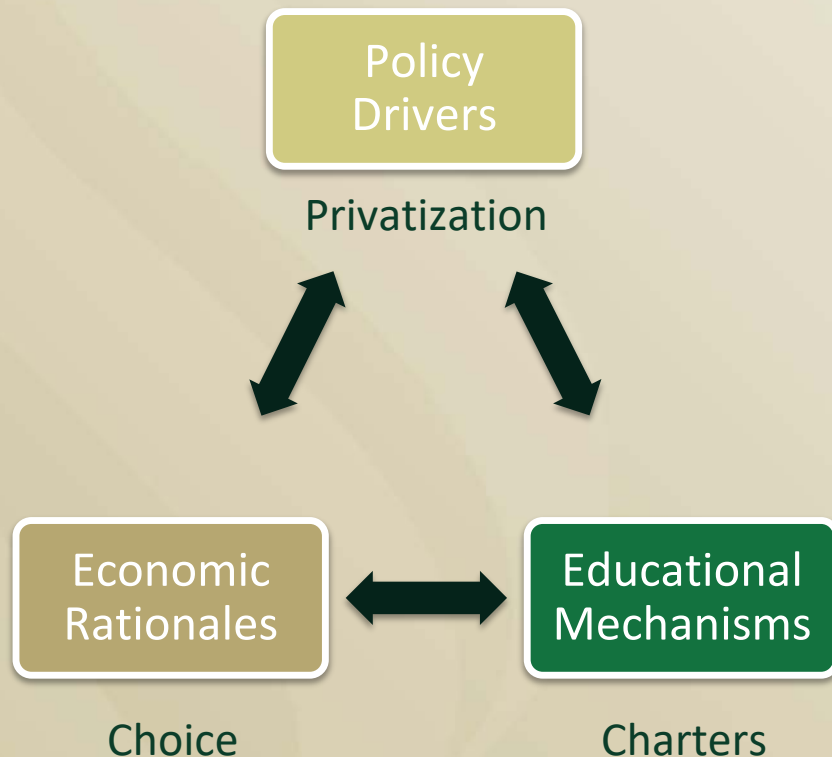 Policy
Drivers
Privatization
Economic
Rationales
Educational
Mechanisms
Choice
Charters